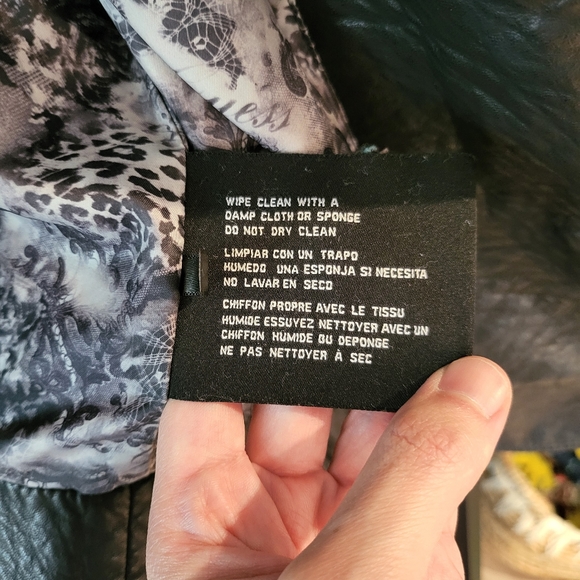 uess
WIPE CLEAN WITH A
DAMP CLOTH OR SPONGE
DO NOT DRY CLEAN
LIMPIAR CON UN TRAPO
HUMEDO UNA ESPONJA SI NECESITA
NO LAVAR EN SECO
CHIFFON PROPRE AVEC LE TISSU
HUMIDE ESSUYEZ NETTOYER AVEC UN
CHIFFON HUMIDE OU DEPONGE
NE PAS NETTOYER À SEC